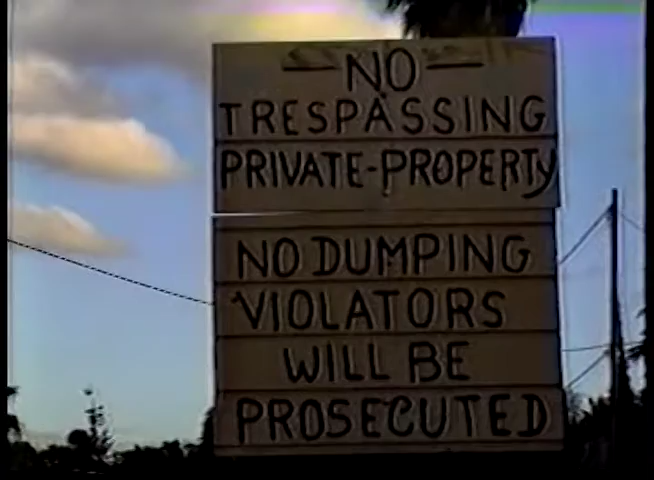 — NO —
TRESPASSING
PRIVATE-PROPERTY
NO DUMPING
VIOLATORS
WILL BE
PROSECUTED